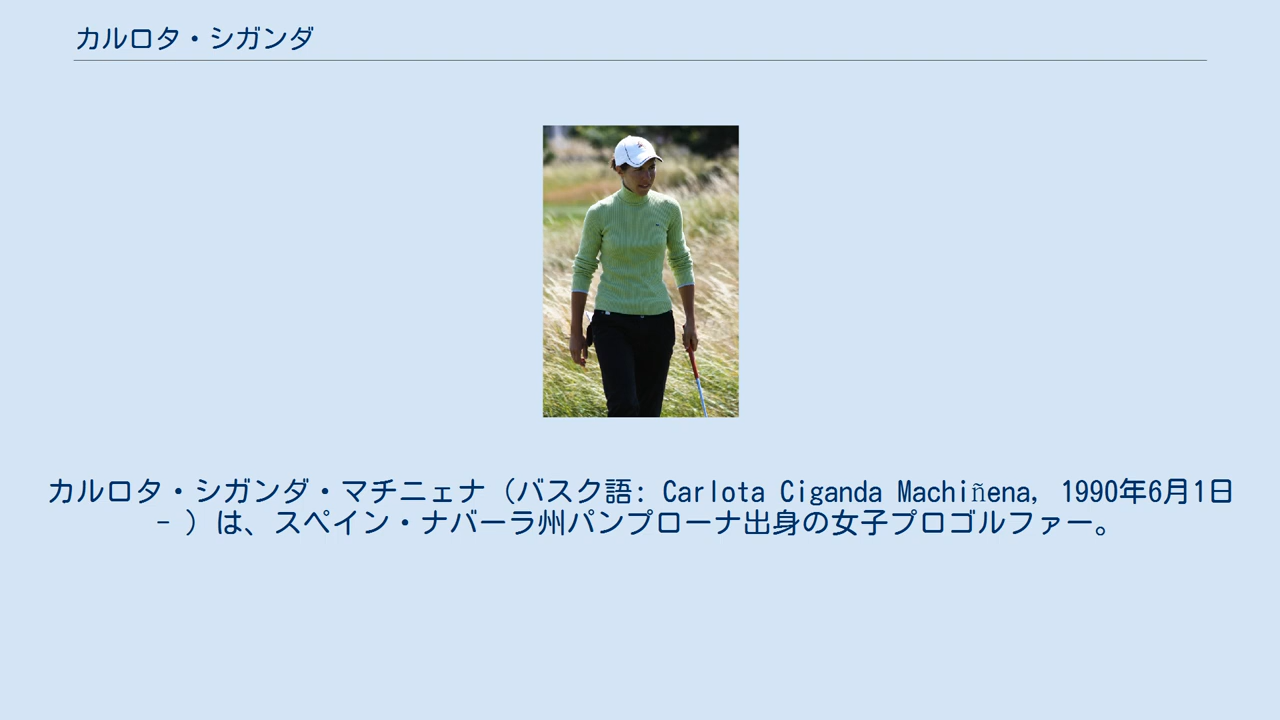 カルロタ・シガンダ
カルロタ・シガンダ・マチニェナ（バスク語: Carlota Ciganda Machiñena, 1990年6月1日
- ）は、スペイン・ナバーラ州パンプローナ出身の女子プロゴルファー。